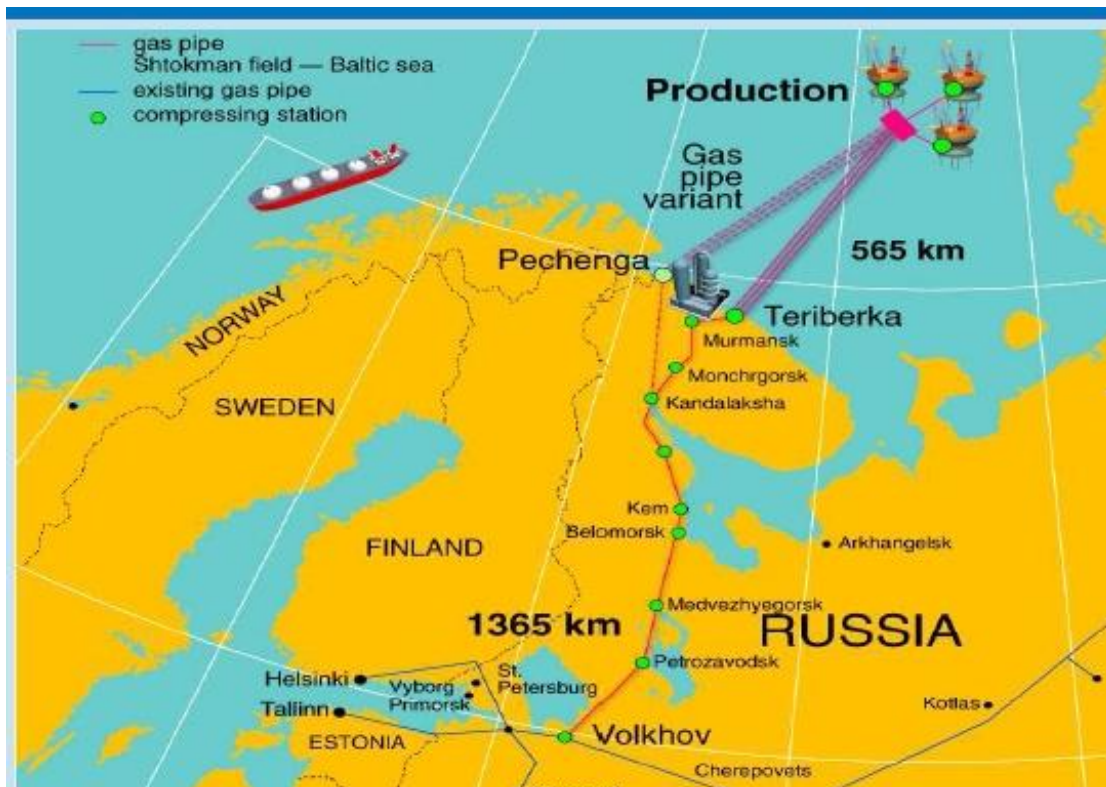 gas pipe
Shtokman field — Baltic sea
existing gas pipe
compressing station
Production
Gas
pipe
variant
565 km
Pechenga
Teriberka
Murmansk
Monchrgorsk
Kandalaksha
NORWAY
SWEDEN
Kem
Belomorsk
Arkhangelsk
FINLAND
Medvezhyegorsk
1365 km
RUSSIA
Petrozavodsk
Helsinki
St.
Petersburg
Vyborg
Primorsk
Kotlas
Tallinn
Volkhov
ESTONIA
Cherepovets